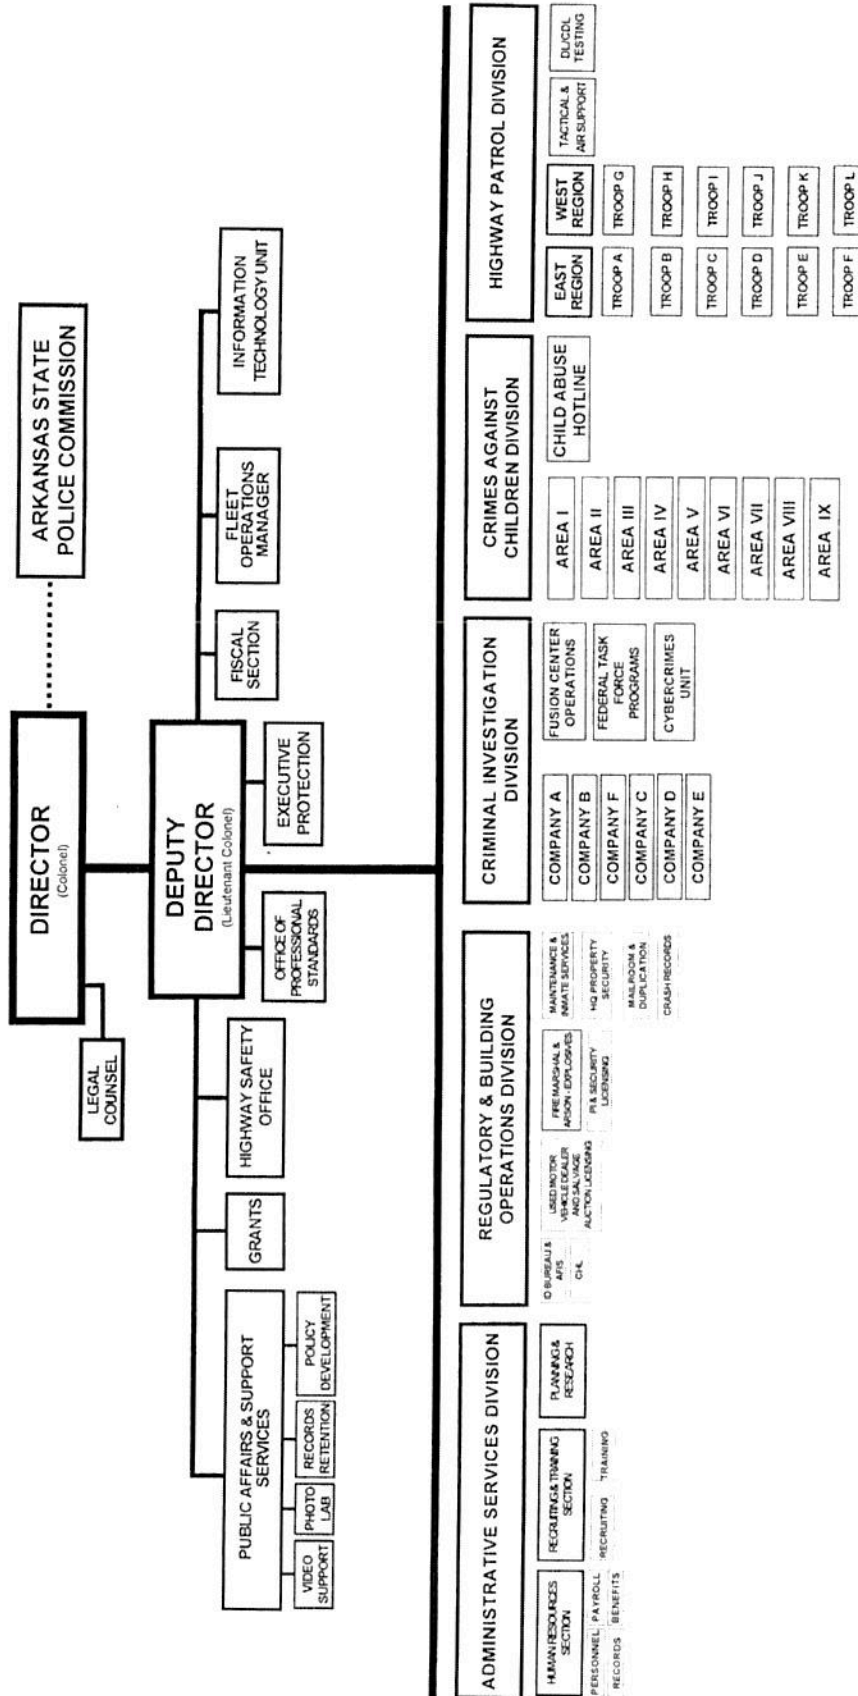 DIRECTOR
(Colonel)
ARKANSAS STATE
POLICE COMMISSION
LEGAL
COUNSEL
DEPUTY
DIRECTOR
(Lieutenant Colonel)
PUBLIC AFFAIRS & SUPPORT
SERVICES
GRANTS
HIGHWAY SAFETY
OFFICE
OFFICE OF
PROFESSIONAL
STANDARDS
EXECUTIVE
PROTECTION
FISCAL
SECTION
FLEET
OPERATIONS
MANAGER
INFORMATION
TECHNOLOGY UNIT
VIDEO
SUPPORT
PHOTO
LAB
RECORDS
RETENTION
POLICY
DEVELOPMENT
ADMINISTRATIVE SERVICES DIVISION
HUMAN RESOURCES
SECTION
PERSONNEL
PAYROLL
RECORDS
BENEFITS
RECRUITING & TRAINING
SECTION
RECRUITING
TRAINING
PLANNING &
RESEARCH
REGULATORY & BUILDING
OPERATIONS DIVISION
ID BUREAU &
AFIS
CHL
USED MOTOR
VEHICLE DEALER
AND SALVAGE
AUCTION LICENSING
FIRE MARSHAL &
ARSON - EXPLOSIVES
PI & SECURITY
LICENSING
MAINTENANCE &
INMATE SERVICES
HQ PROPERTY
SECURITY
MAILROOM &
DUPLICATION
CRASH RECORDS
CRIMINAL INVESTIGATION
DIVISION
COMPANY A
COMPANY B
COMPANY F
COMPANY C
COMPANY D
COMPANY E
FUSION CENTER
OPERATIONS
FEDERAL TASK
FORCE
PROGRAMS
CYBERCRIMES
UNIT
CRIMES AGAINST
CHILDREN DIVISION
AREA I
AREA II
AREA III
AREA IV
AREA V
AREA VI
AREA VII
AREA VIII
AREA IX
CHILD ABUSE
HOTLINE
HIGHWAY PATROL DIVISION
EAST
REGION
TROOP A
TROOP B
TROOP C
TROOP D
TROOP E
TROOP F
WEST
REGION
TROOP G
TROOP H
TROOP I
TROOP J
TROOP K
TROOP L
TACTICAL &
AIR SUPPORT
DL/CDL
TESTING